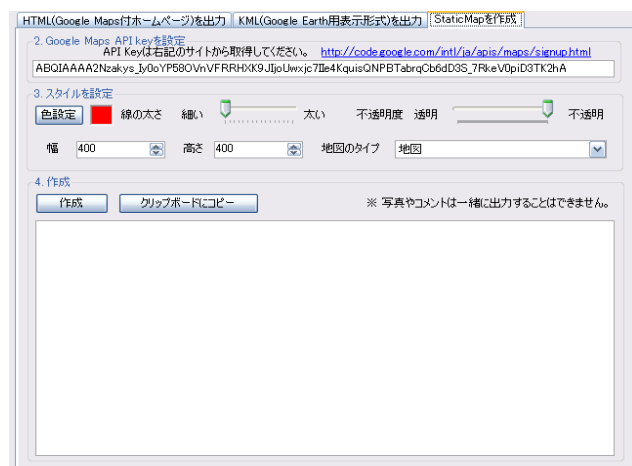 HTML(Google Maps付ホームページ)を出力 KML(Google Earth用表示形式)を出力 StaticMapを作成
2. Google Maps API keyを設定
API Keyは右記のサイトから取得してください。 http://code.google.com/intl/ja/apis/maps/signup.html
3. スタイルを設定
色設定 線の太さ 細い 太い 不透明度 透明 不透明
幅 400 高さ 400 地図のタイプ 地図
4. 作成
作成 クリップボードにコピー ※ 写真やコメントは一緒に出力することはできません。